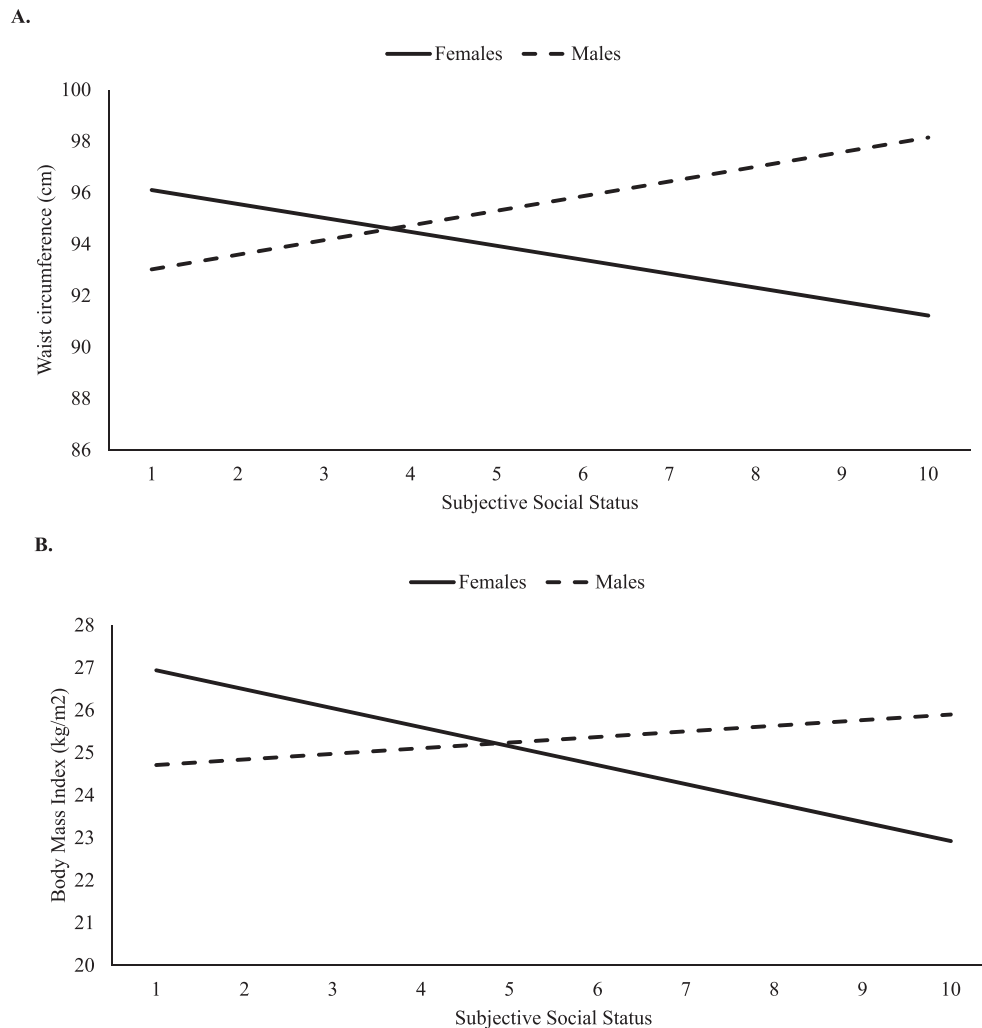 A.
Females Males
100
98
96
94
92
90
88
86
Waist circumference (cm)
1 2 3 4 5 6 7 8 9 10
Subjective Social Status
B.
Females Males
28
27
26
25
24
23
22
21
20
Body Mass Index (kg/m2)
1 2 3 4 5 6 7 8 9 10
Subjective Social Status